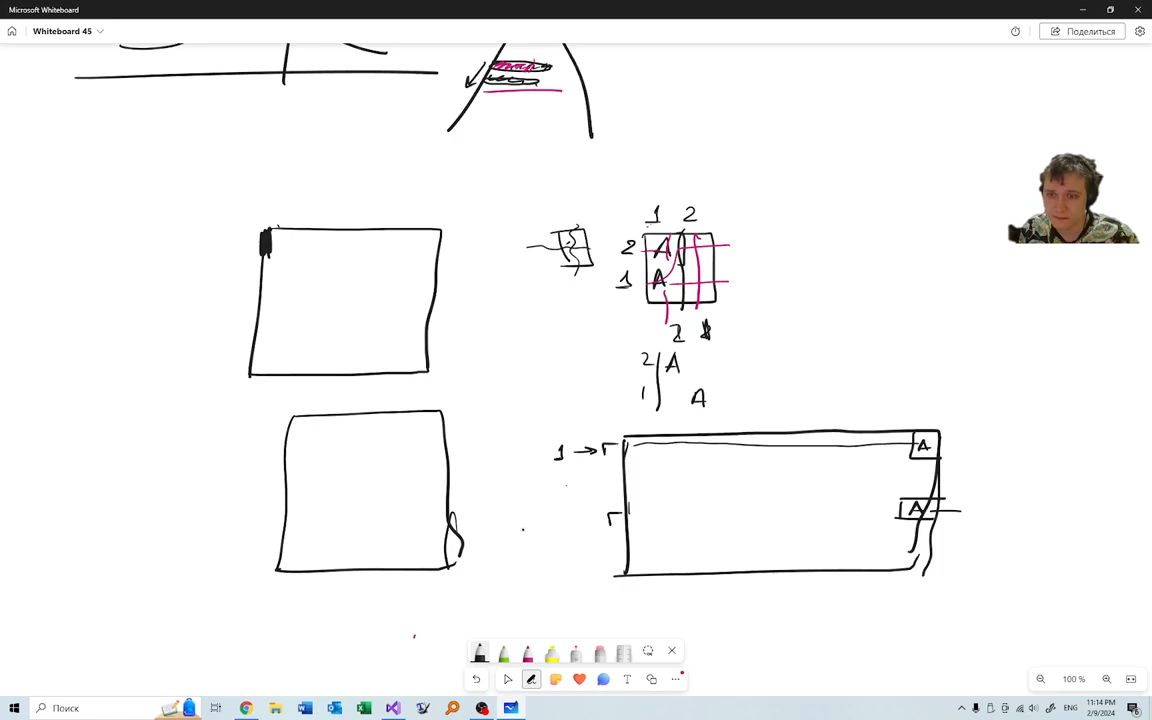 Microsoft Whiteboard
Whiteboard 45
Поделиться
1 2
2 A
1 A
2
2 A
1 A
1 → г A
г A
100 %
Поиск
ENG
11:14 PM
2/9/2024
6